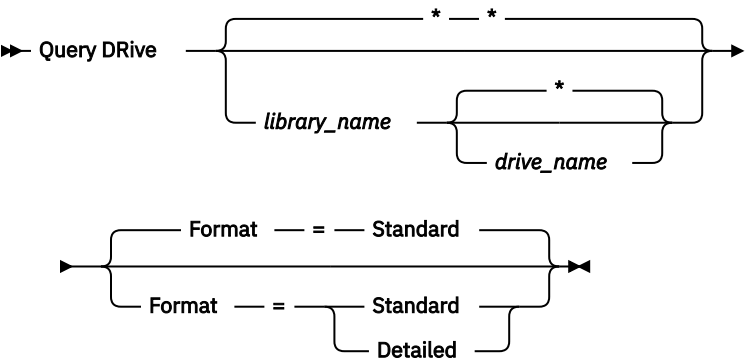 * *
Query DRive
*
library_name
drive_name
Format = Standard
Format = Standard
Detailed